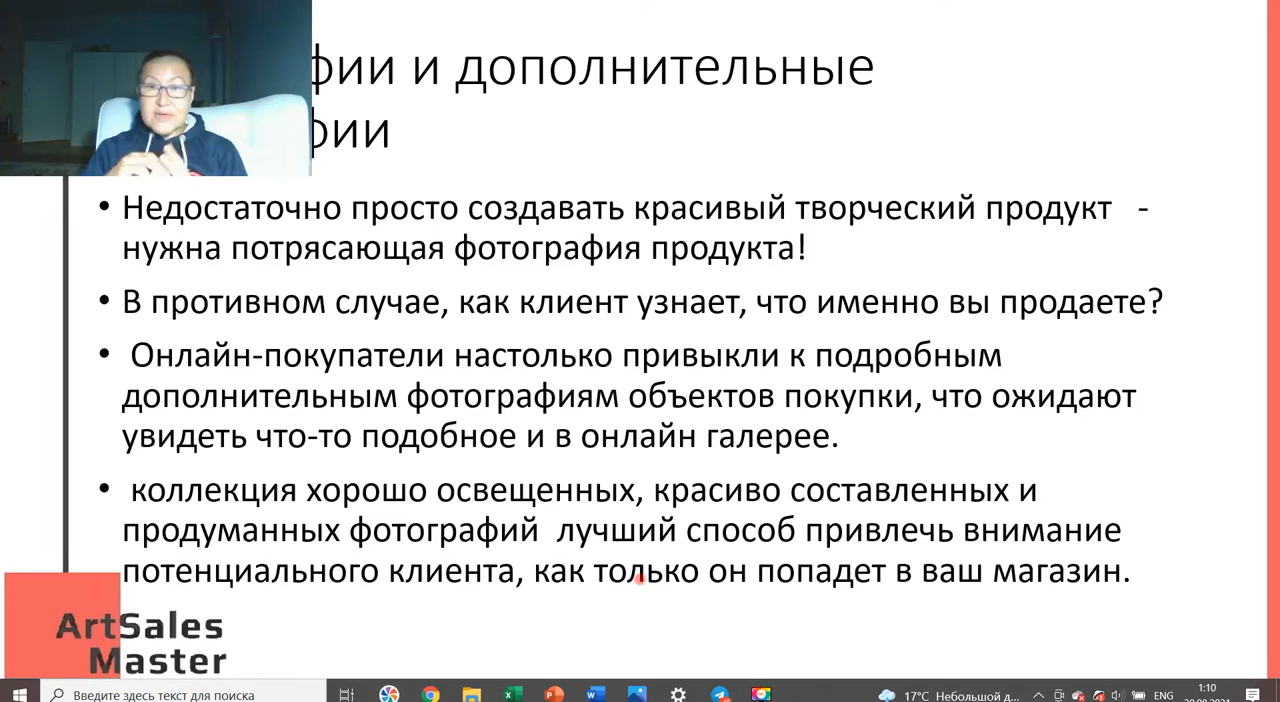 фии и дополнительные
фии
• Недостаточно просто создавать красивый творческий продукт -
нужна потрясающая фотография продукта!
• В противном случае, как клиент узнает, что именно вы продаете?
• Онлайн-покупатели настолько привыкли к подробным
дополнительным фотографиям объектов покупки, что ожидают
увидеть что-то подобное и в онлайн галерее.
• коллекция хорошо освещенных, красиво составленных и
продуманных фотографий лучший способ привлечь внимание
потенциального клиента, как только он попадет в ваш магазин.
ArtSales
Master
Введите здесь текст для поиска
17°C Небольшой д...
ENG
1:10